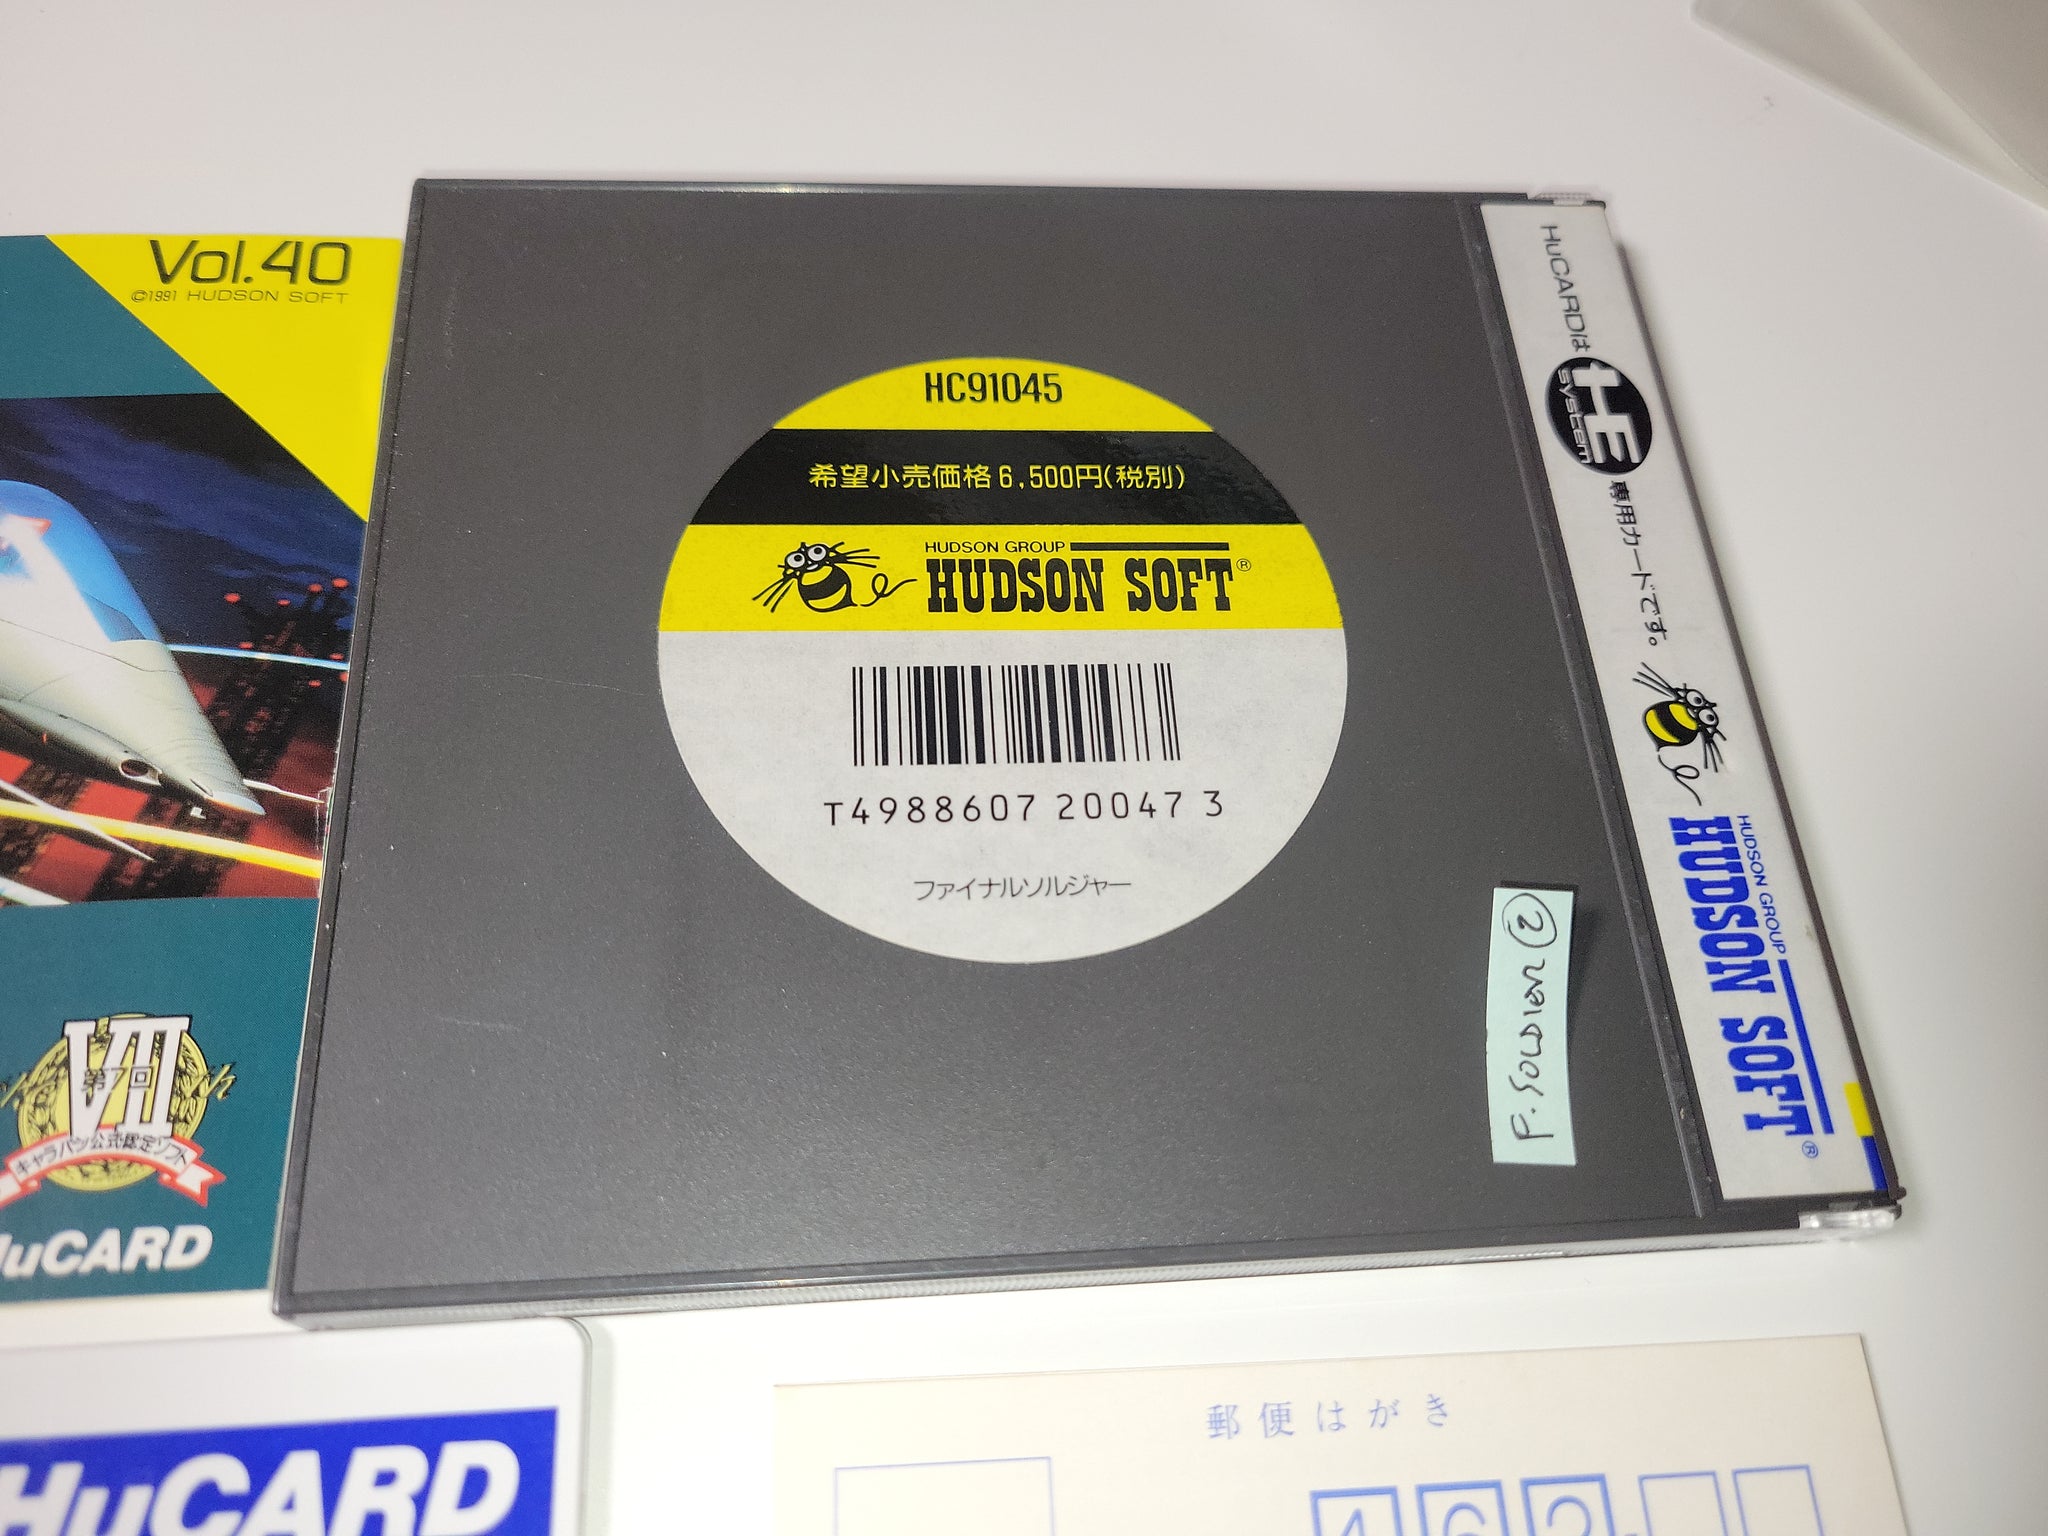 Vol.40
©1991 HUDSON SOFT
VII
第7回
キャラバン公式認定ソフト
HuCARD
HC91045
希望小売価格6,500円(税別)
HUDSON GROUP
HUDSON SOFT®
T4988607 20047 3
ファイナルソルジャー
F. SOLDIER ②
HuCARDは
HE
system
専用カードです。
HUDSON GROUP
HUDSON SOFT®
HuCARD
郵便はがき
462